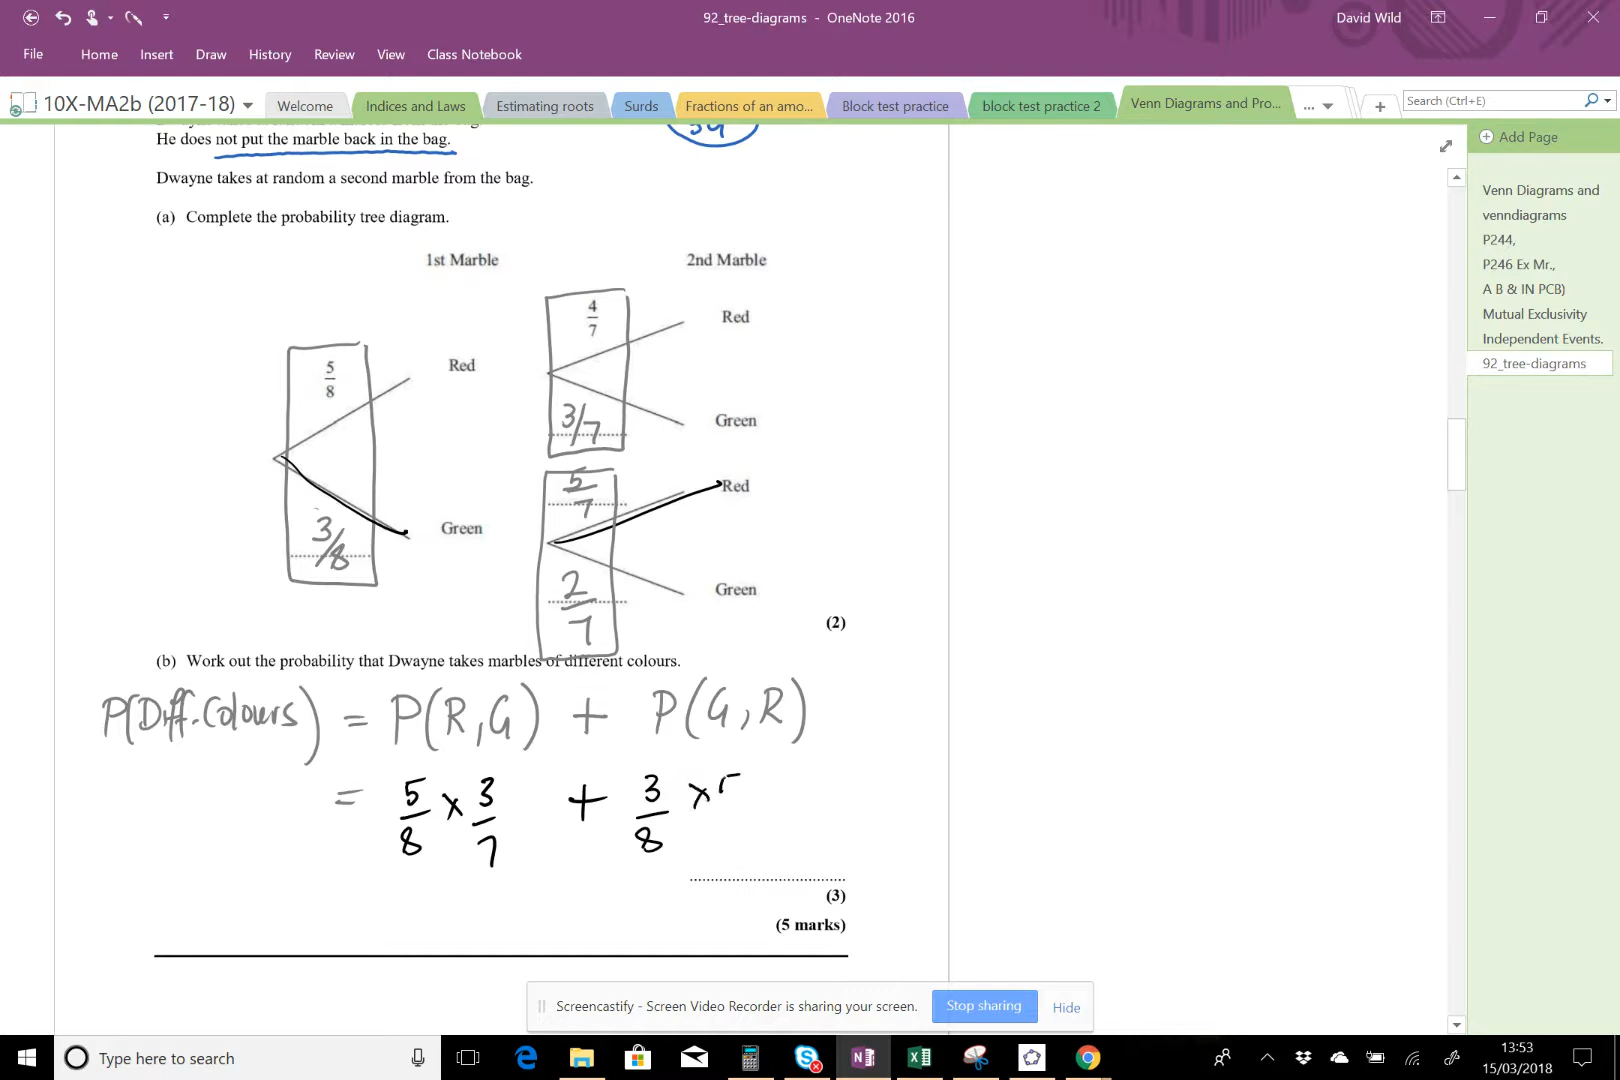 92_tree-diagrams - OneNote 2016
David Wild
File Home Insert Draw History Review View Class Notebook
10X-MA2b (2017-18)
Welcome
Indices and Laws
Estimating roots
Surds
Fractions of an amo...
Block test practice
block test practice 2
Venn Diagrams and Pro...
...
Search (Ctrl+E)
He does not put the marble back in the bag.
Dwayne takes at random a second marble from the bag.
(a) Complete the probability tree diagram.
1st Marble
2nd Marble
5/8
Red
3/8
Green
4/7
Red
3/7
Green
5/7
Red
2/7
Green
(2)
(b) Work out the probability that Dwayne takes marbles of different colours.
P(Diff. Colours) = P(R,G) + P(G,R)
= 5/8 × 3/7 + 3/8 ×
(3)
(5 marks)
Add Page
Venn Diagrams and
venndiagrams
P244,
P246 Ex Mr.,
A B & IN PCB)
Mutual Exclusivity
Independent Events.
92_tree-diagrams
Screencastify - Screen Video Recorder is sharing your screen.
Stop sharing
Hide
Type here to search
13:53
15/03/2018